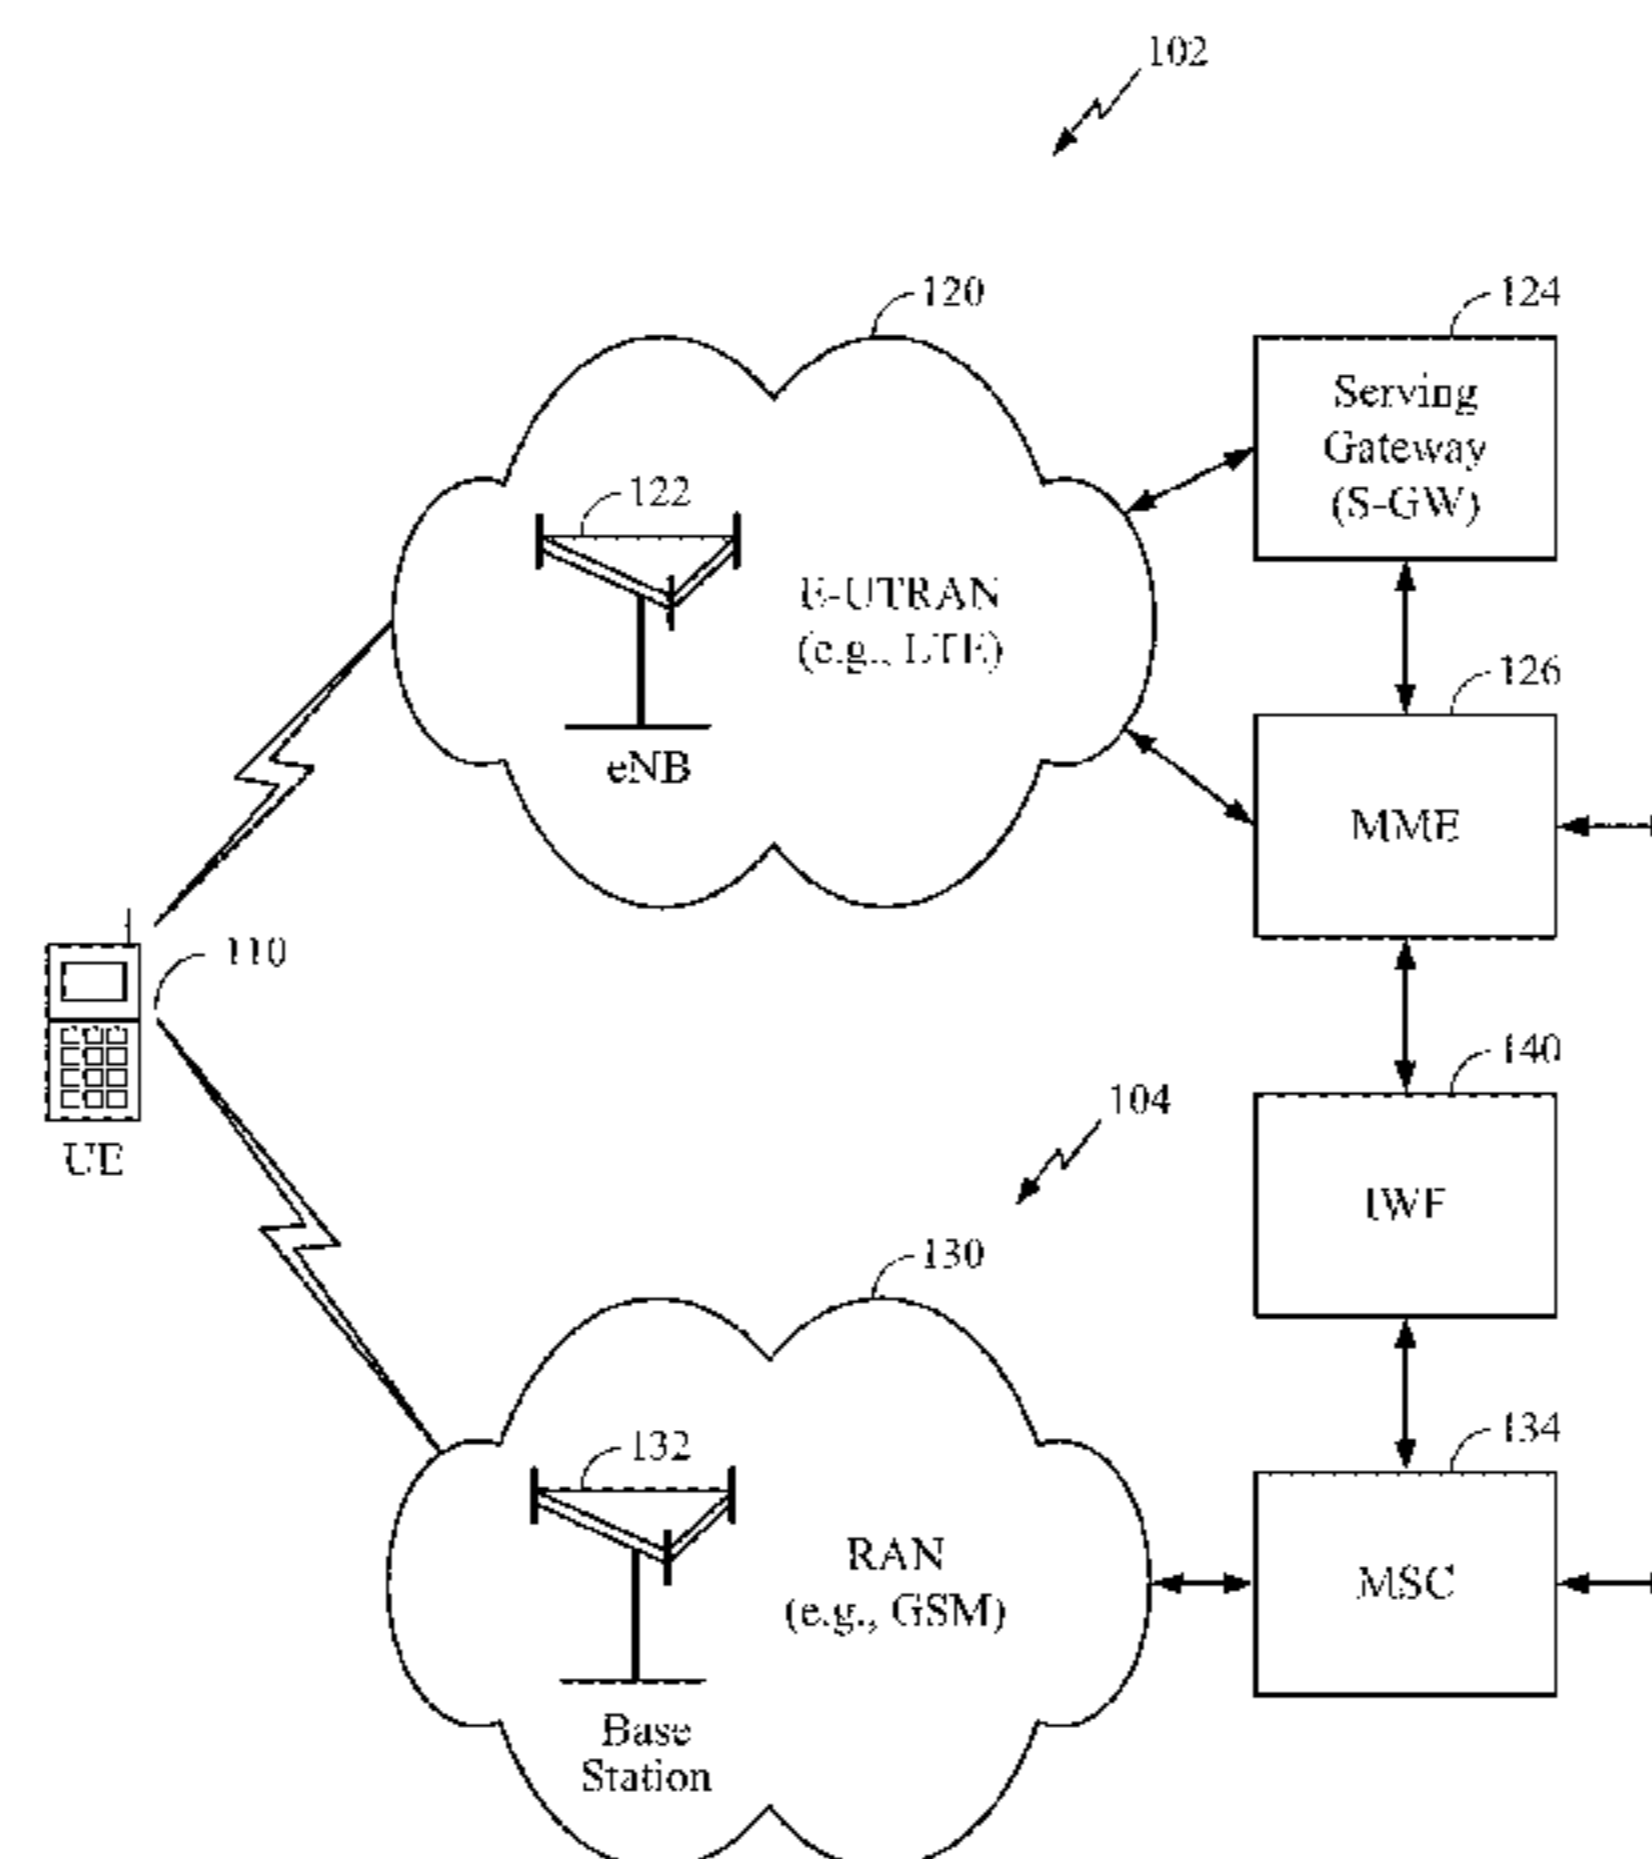 102
120
124
Serving
Gateway
(S-GW)
122
E-UTRAN
(e.g., LTE)
eNB
126
MME
110
UE
140
IWF
104
130
134
MSC
132
RAN
(e.g., GSM)
Base
Station